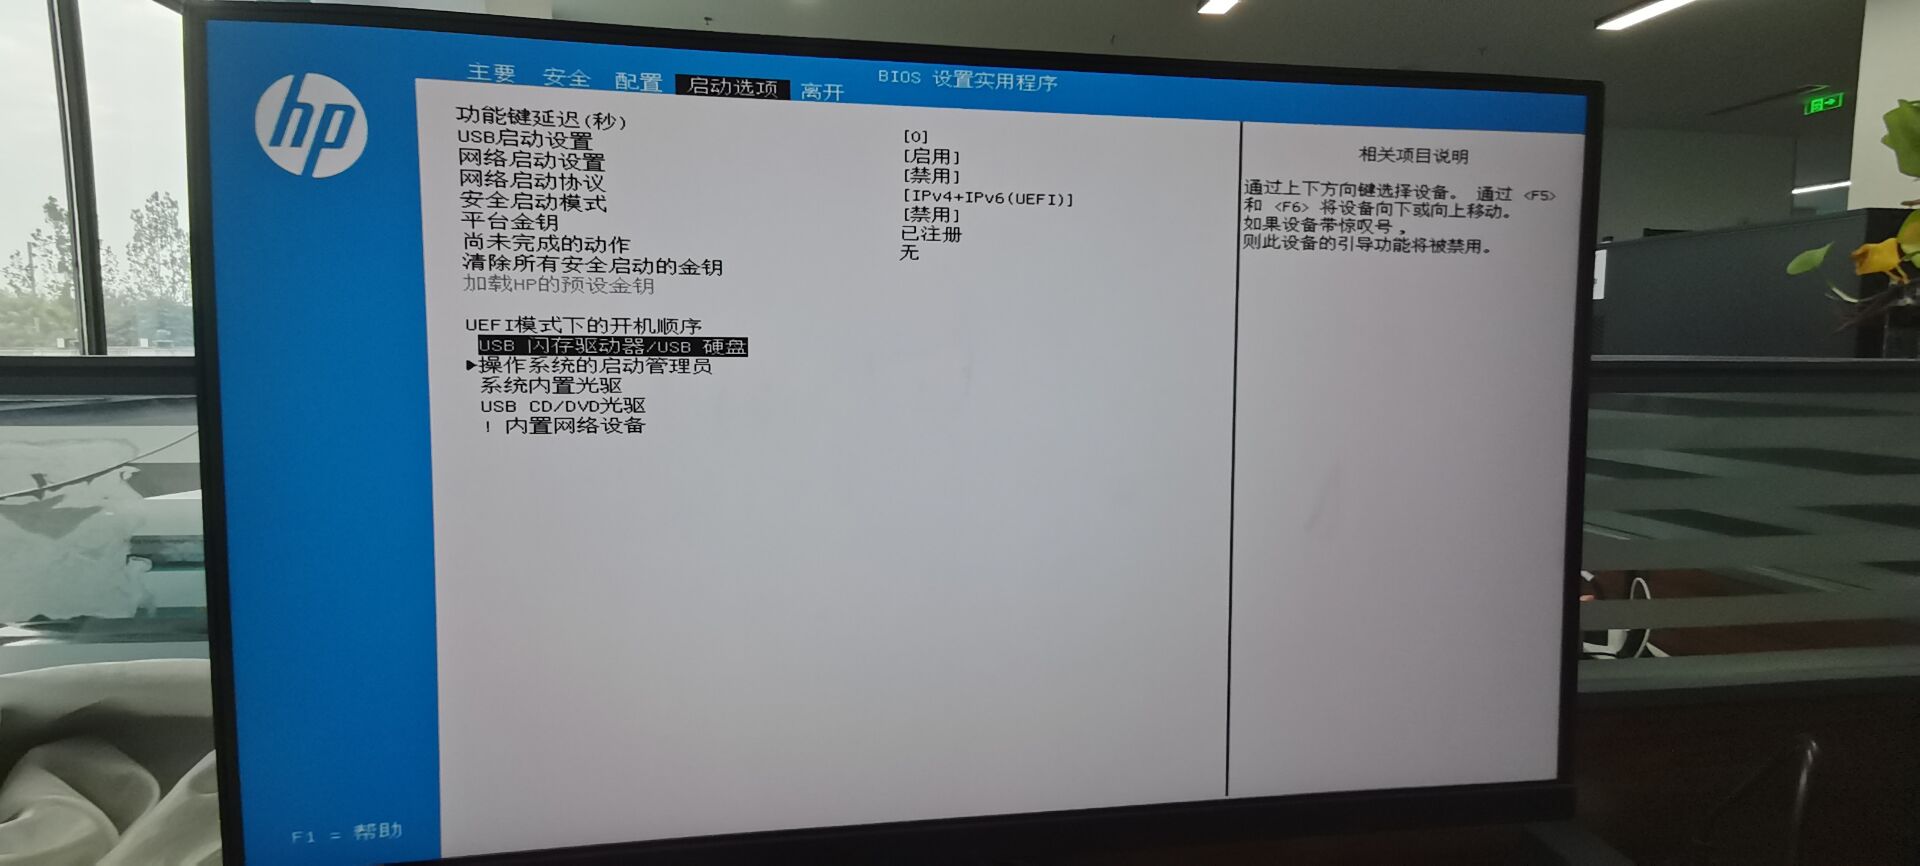 hp
主要 安全 配置 启动选项 离开
BIOS 设置实用程序
功能键延迟(秒) [0]
USB启动设置 [启用]
网络启动设置 [禁用]
网络启动协议 [IPv4+IPv6(UEFI)]
安全启动模式 [禁用]
平台金钥 已注册
尚未完成的动作 无
清除所有安全启动的金钥
加载HP的预设金钥
UEFI模式下的开机顺序
USB 闪存驱动器/USB 硬盘
▶操作系统的启动管理员
系统内置光驱
USB CD/DVD光驱
! 内置网络设备
相关项目说明
通过上下方向键选择设备。 通过 <F5>
和 <F6> 将设备向下或向上移动。
如果设备带惊叹号，
则此设备的引导功能将被禁用。
F1 = 帮助